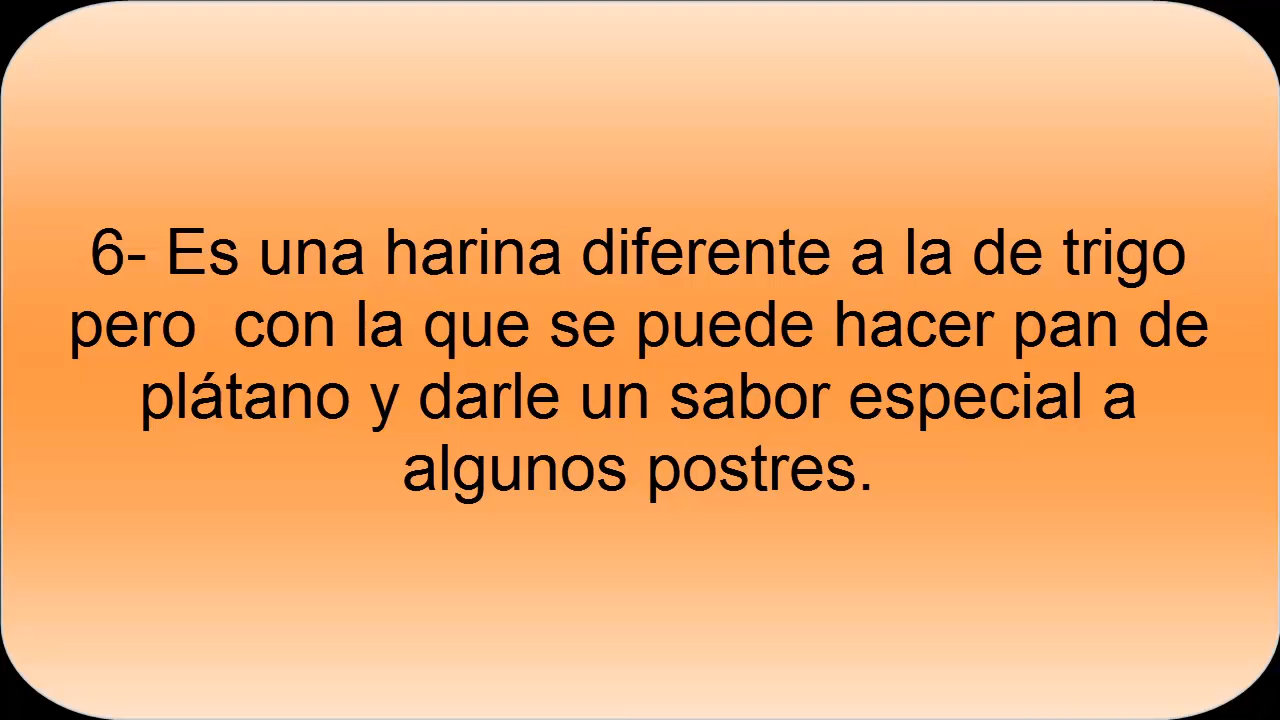 6- Es una harina diferente a la de trigo
pero  con la que se puede hacer pan de
plátano y darle un sabor especial a
algunos postres.